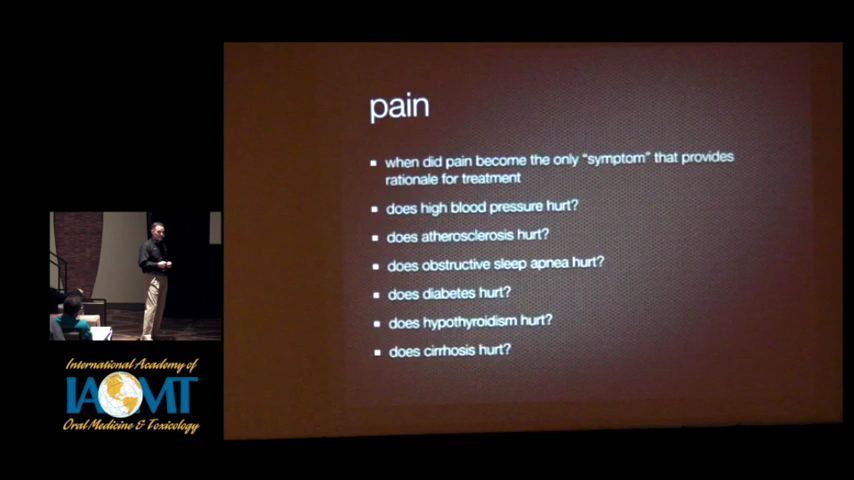 pain
when did pain become the only “symptom” that provides
rationale for treatment
does high blood pressure hurt?
does atherosclerosis hurt?
does obstructive sleep apnea hurt?
does diabetes hurt?
does hypothyroidism hurt?
does cirrhosis hurt?
International Academy of
IAOMT
Oral Medicine & Toxicology